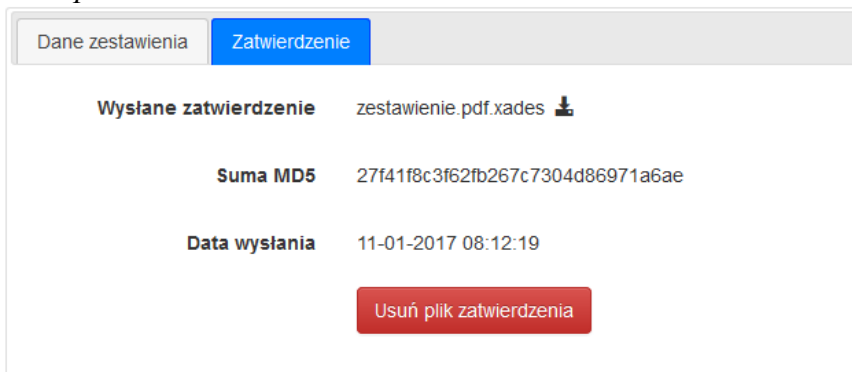 Dane zestawienia Zatwierdzenie
Wysłane zatwierdzenie zestawienie.pdf.xades
Suma MD5 27f41f8c3f62fb267c7304d86971a6ae
Data wysłania 11-01-2017 08:12:19
Usuń plik zatwierdzenia